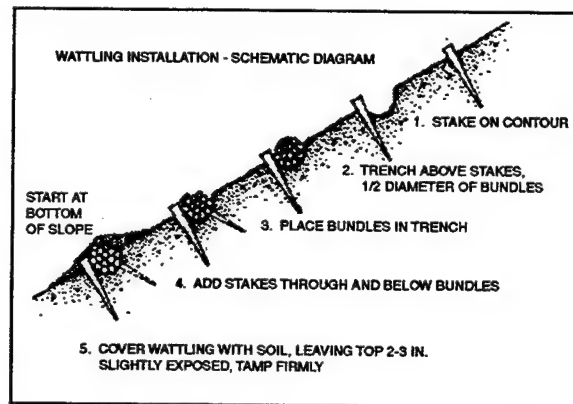 WATTLING INSTALLATION - SCHEMATIC DIAGRAM
1. STAKE ON CONTOUR
2. TRENCH ABOVE STAKES,
1/2 DIAMETER OF BUNDLES
START AT
BOTTOM
OF SLOPE
3. PLACE BUNDLES IN TRENCH
4. ADD STAKES THROUGH AND BELOW BUNDLES
5. COVER WATTLING WITH SOIL, LEAVING TOP 2-3 IN.
SLIGHTLY EXPOSED, TAMP FIRMLY